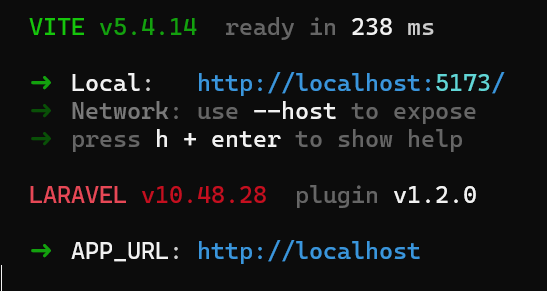 VITE v5.4.14  ready in 238 ms
➜  Local:   http://localhost:5173/
➜  Network: use --host to expose
➜  press h + enter to show help
LARAVEL v10.48.28  plugin v1.2.0
➜  APP_URL: http://localhost